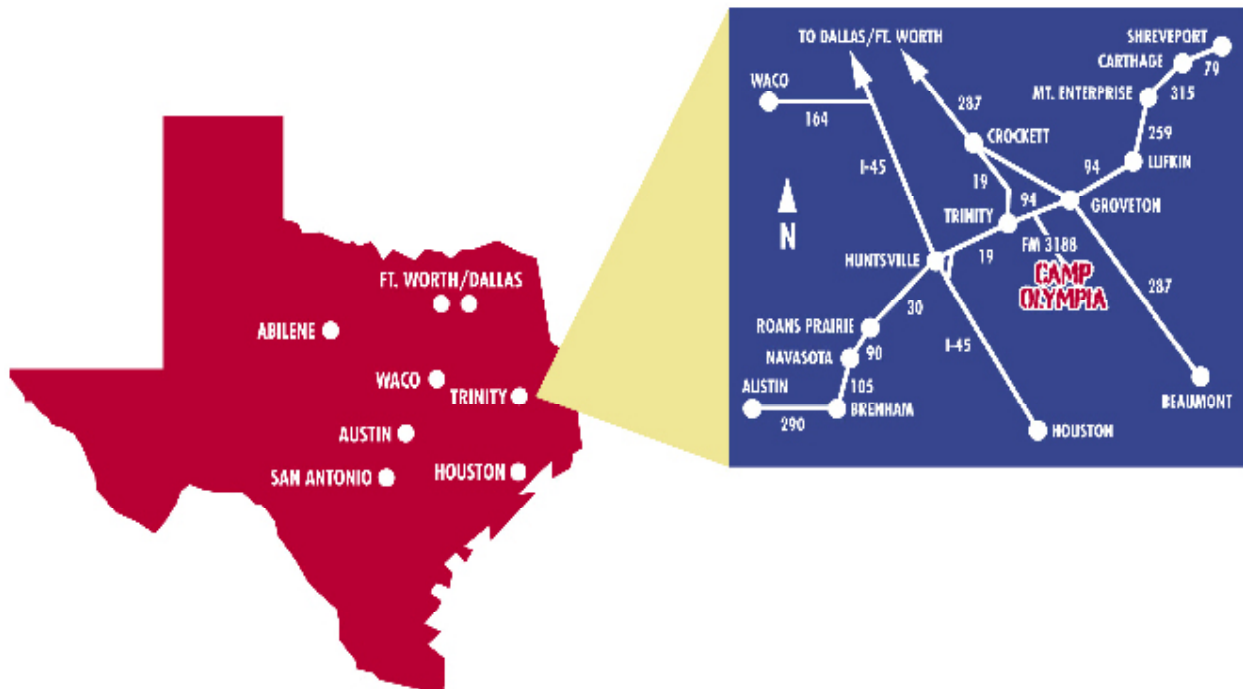 FT. WORTH/DALLAS
ABILENE
WACO
TRINITY
AUSTIN
SAN ANTONIO
HOUSTON
TO DALLAS/FT. WORTH
SHREVEPORT
CARTHAGE
79
WACO
MT. ENTERPRISE
315
164
287
CROCKETT
259
LUFKIN
I-45
19
94
94
GROVETON
TRINITY
N
FM 3188
HUNTSVILLE
19
CAMP
OLYMPIA
287
30
ROANS PRAIRIE
I-45
NAVASOTA
90
AUSTIN
105
BRENHAM
290
BEAUMONT
HOUSTON